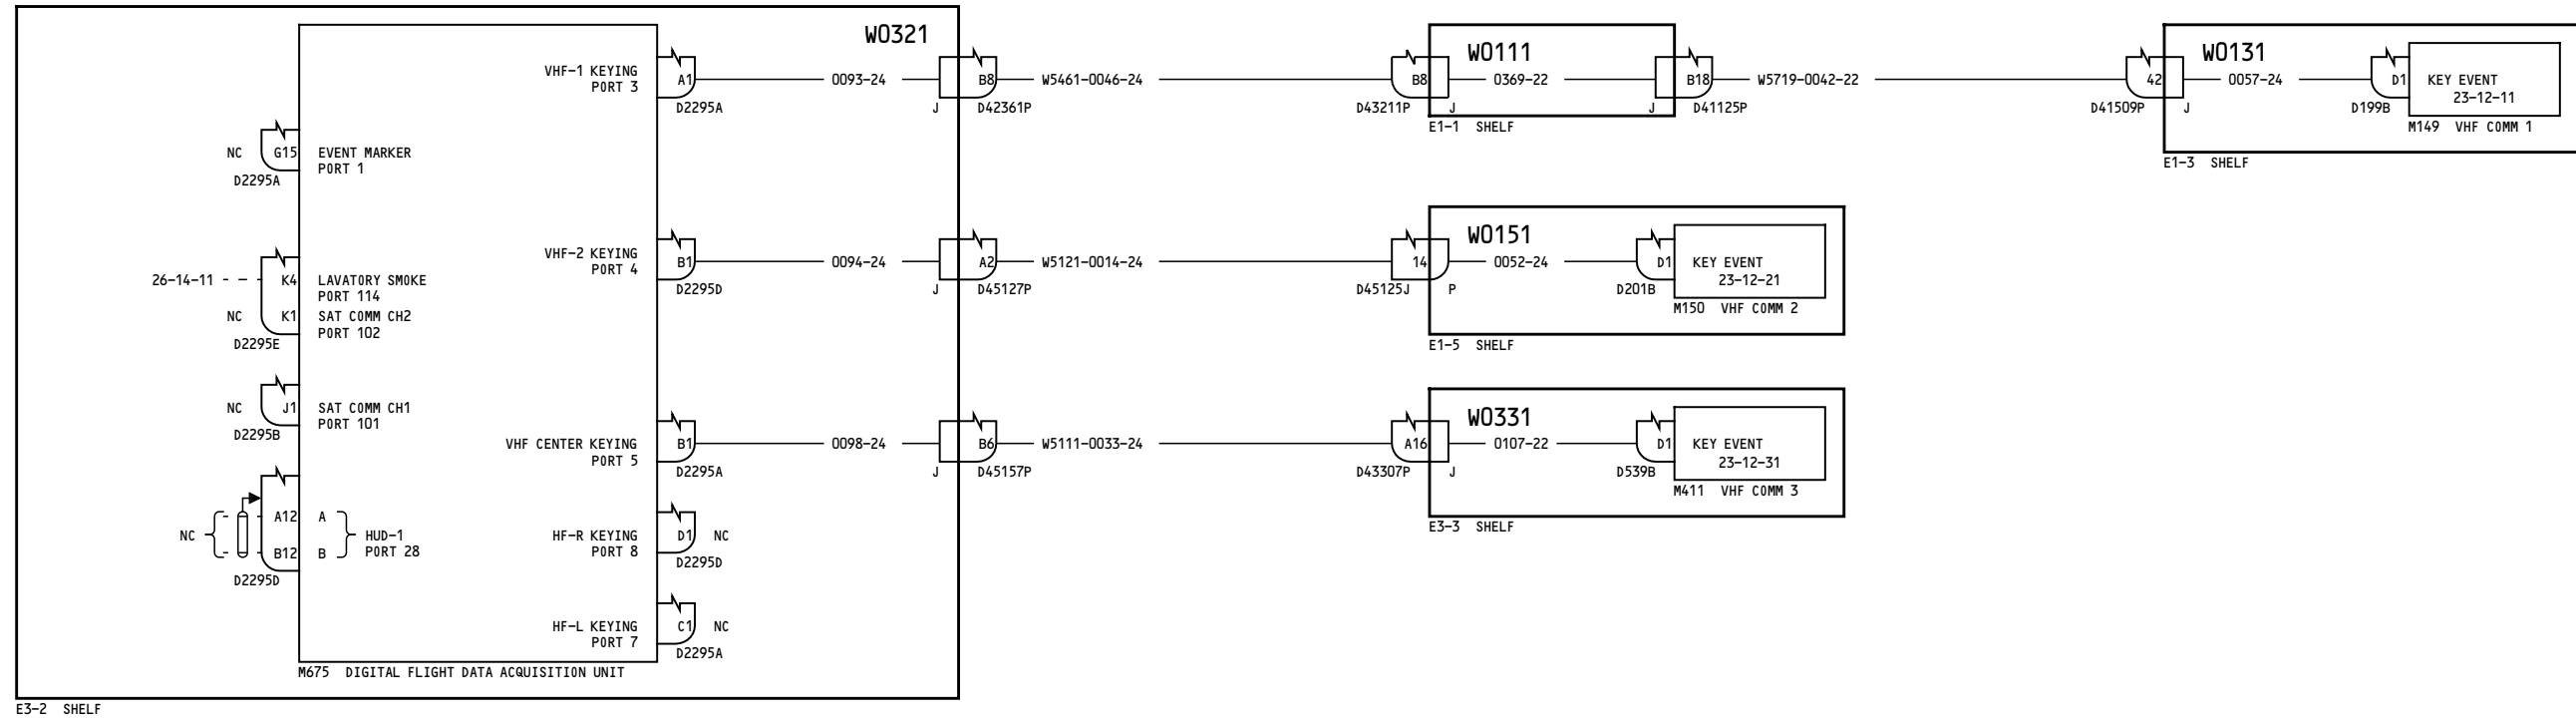 W0321
VHF-1 KEYING
PORT 3
A1
D2295A
0093-24
J
B8
D42361P
W5461-0046-24
B8
D43211P
W0111
0369-22
J
J
E1-1 SHELF
B18
D41125P
W5719-0042-22
42
D41509P
W0131
0057-24
J
D1
D199B
KEY EVENT
23-12-11
M149 VHF COMM 1
E1-3 SHELF
NC
G15
D2295A
EVENT MARKER
PORT 1
VHF-2 KEYING
PORT 4
B1
D2295D
0094-24
J
A2
D45127P
W5121-0014-24
14
D45125J
P
W0151
0052-24
D1
D201B
KEY EVENT
23-12-21
M150 VHF COMM 2
E1-5 SHELF
26-14-11
K4
LAVATORY SMOKE
PORT 114
NC
K1
SAT COMM CH2
PORT 102
D2295E
NC
J1
SAT COMM CH1
PORT 101
D2295B
VHF CENTER KEYING
PORT 5
B1
D2295A
0098-24
J
B6
D45157P
W5111-0033-24
A16
D43307P
J
W0331
0107-22
D1
D539B
KEY EVENT
23-12-31
M411 VHF COMM 3
E3-3 SHELF
NC
A12
A
B12
B
HUD-1
PORT 28
D2295D
HF-R KEYING
PORT 8
D1
NC
D2295D
HF-L KEYING
PORT 7
C1
NC
D2295A
M675 DIGITAL FLIGHT DATA ACQUISITION UNIT
E3-2 SHELF